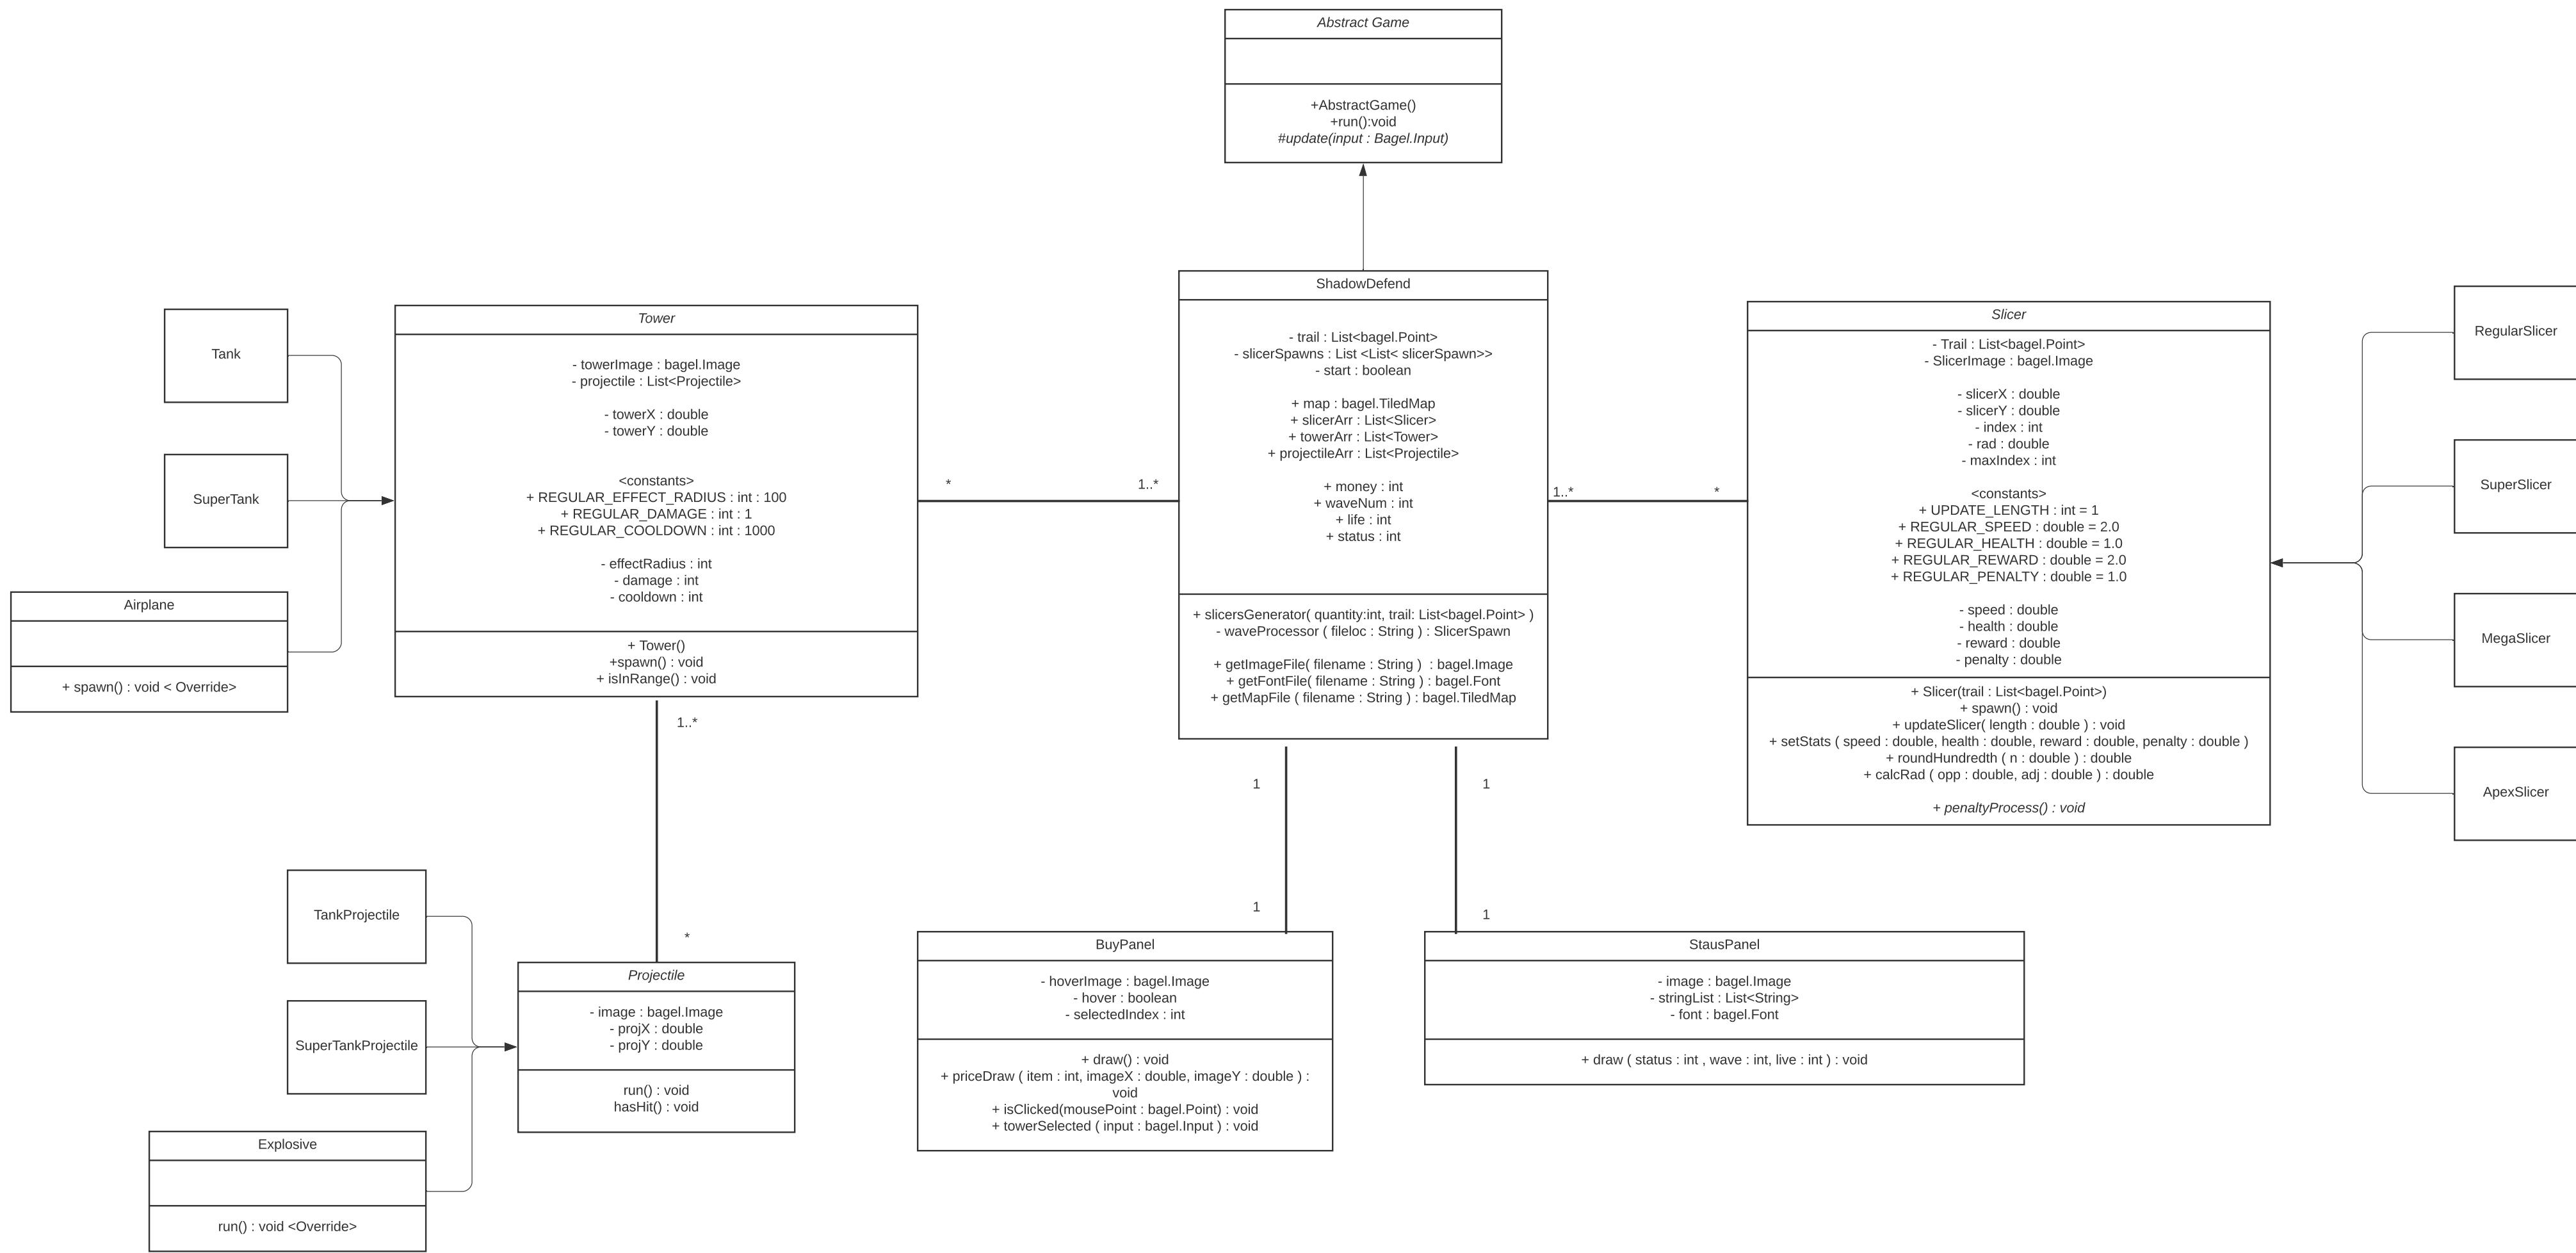 Abstract Game
+AbstractGame()
+run():void
#update(input : Bagel.Input)
ShadowDefend
- trail : List<bagel.Point>
- slicerSpawns : List <List< slicerSpawn>>
- start : boolean
+ map : bagel.TiledMap
+ slicerArr : List<Slicer>
+ towerArr : List<Tower>
+ projectileArr : List<Projectile>
+ money : int
+ waveNum : int
+ life : int
+ status : int
+ slicersGenerator( quantity:int, trail: List<bagel.Point> )
- waveProcessor ( fileloc : String ) : SlicerSpawn
+ getImageFile( filename : String )  : bagel.Image
+ getFontFile( filename : String ) : bagel.Font
+ getMapFile ( filename : String ) : bagel.TiledMap
Tank
SuperTank
Airplane
+ spawn() : void < Override>
Tower
- towerImage : bagel.Image
- projectile : List<Projectile>
- towerX : double
- towerY : double
<constants>
+ REGULAR_EFFECT_RADIUS : int : 100
+ REGULAR_DAMAGE : int : 1
+ REGULAR_COOLDOWN : int : 1000
- effectRadius : int
- damage : int
- cooldown : int
+ Tower()
+spawn() : void
+ isInRange() : void
*
1..*
1..*
*
Slicer
- Trail : List<bagel.Point>
- SlicerImage : bagel.Image
- slicerX : double
- slicerY : double
- index : int
- rad : double
- maxIndex : int
<constants>
+ UPDATE_LENGTH : int = 1
+ REGULAR_SPEED : double = 2.0
+ REGULAR_HEALTH : double = 1.0
+ REGULAR_REWARD : double = 2.0
+ REGULAR_PENALTY : double = 1.0
- speed : double
- health : double
- reward : double
- penalty : double
+ Slicer(trail : List<bagel.Point>)
+ spawn() : void
+ updateSlicer( length : double ) : void
+ setStats ( speed : double, health : double, reward : double, penalty : double )
+ roundHundredth ( n : double ) : double
+ calcRad ( opp : double, adj : double ) : double
+ penaltyProcess() : void
RegularSlicer
SuperSlicer
MegaSlicer
ApexSlicer
1..*
*
1
1
1
1
TankProjectile
SuperTankProjectile
Explosive
run() : void <Override>
Projectile
- image : bagel.Image
- projX : double
- projY : double
run() : void
hasHit() : void
BuyPanel
- hoverImage : bagel.Image
- hover : boolean
- selectedIndex : int
+ draw() : void
+ priceDraw ( item : int, imageX : double, imageY : double ) :
void
+ isClicked(mousePoint : bagel.Point) : void
+ towerSelected ( input : bagel.Input ) : void
StausPanel
- image : bagel.Image
- stringList : List<String>
- font : bagel.Font
+ draw ( status : int , wave : int, live : int ) : void